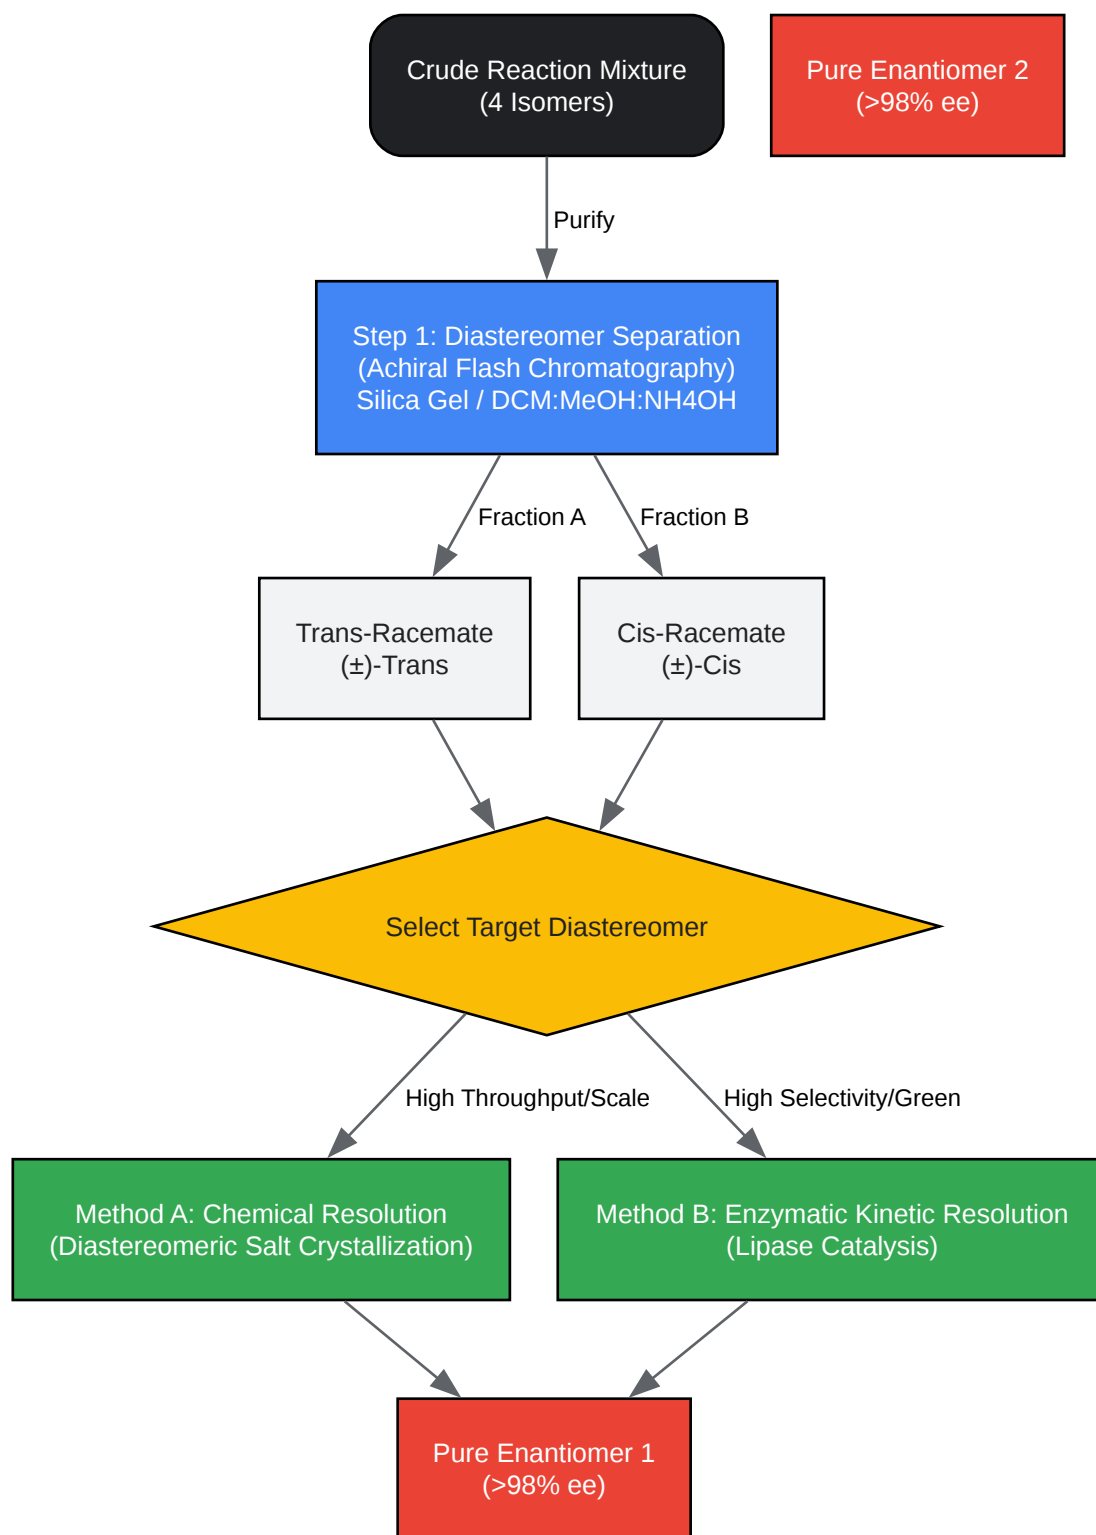 Crude Reaction Mixture
(4 Isomers)
Pure Enantiomer 2
(>98% ee)
Purify
Step 1: Diastereomer Separation
(Achiral Flash Chromatography)
Silica Gel / DCM:MeOH:NH4OH
Fraction A
Fraction B
Trans-Racemate
(±)-Trans
Cis-Racemate
(±)-Cis
Select Target Diastereomer
High Throughput/Scale
High Selectivity/Green
Method A: Chemical Resolution
(Diastereomeric Salt Crystallization)
Method B: Enzymatic Kinetic Resolution
(Lipase Catalysis)
Pure Enantiomer 1
(>98% ee)